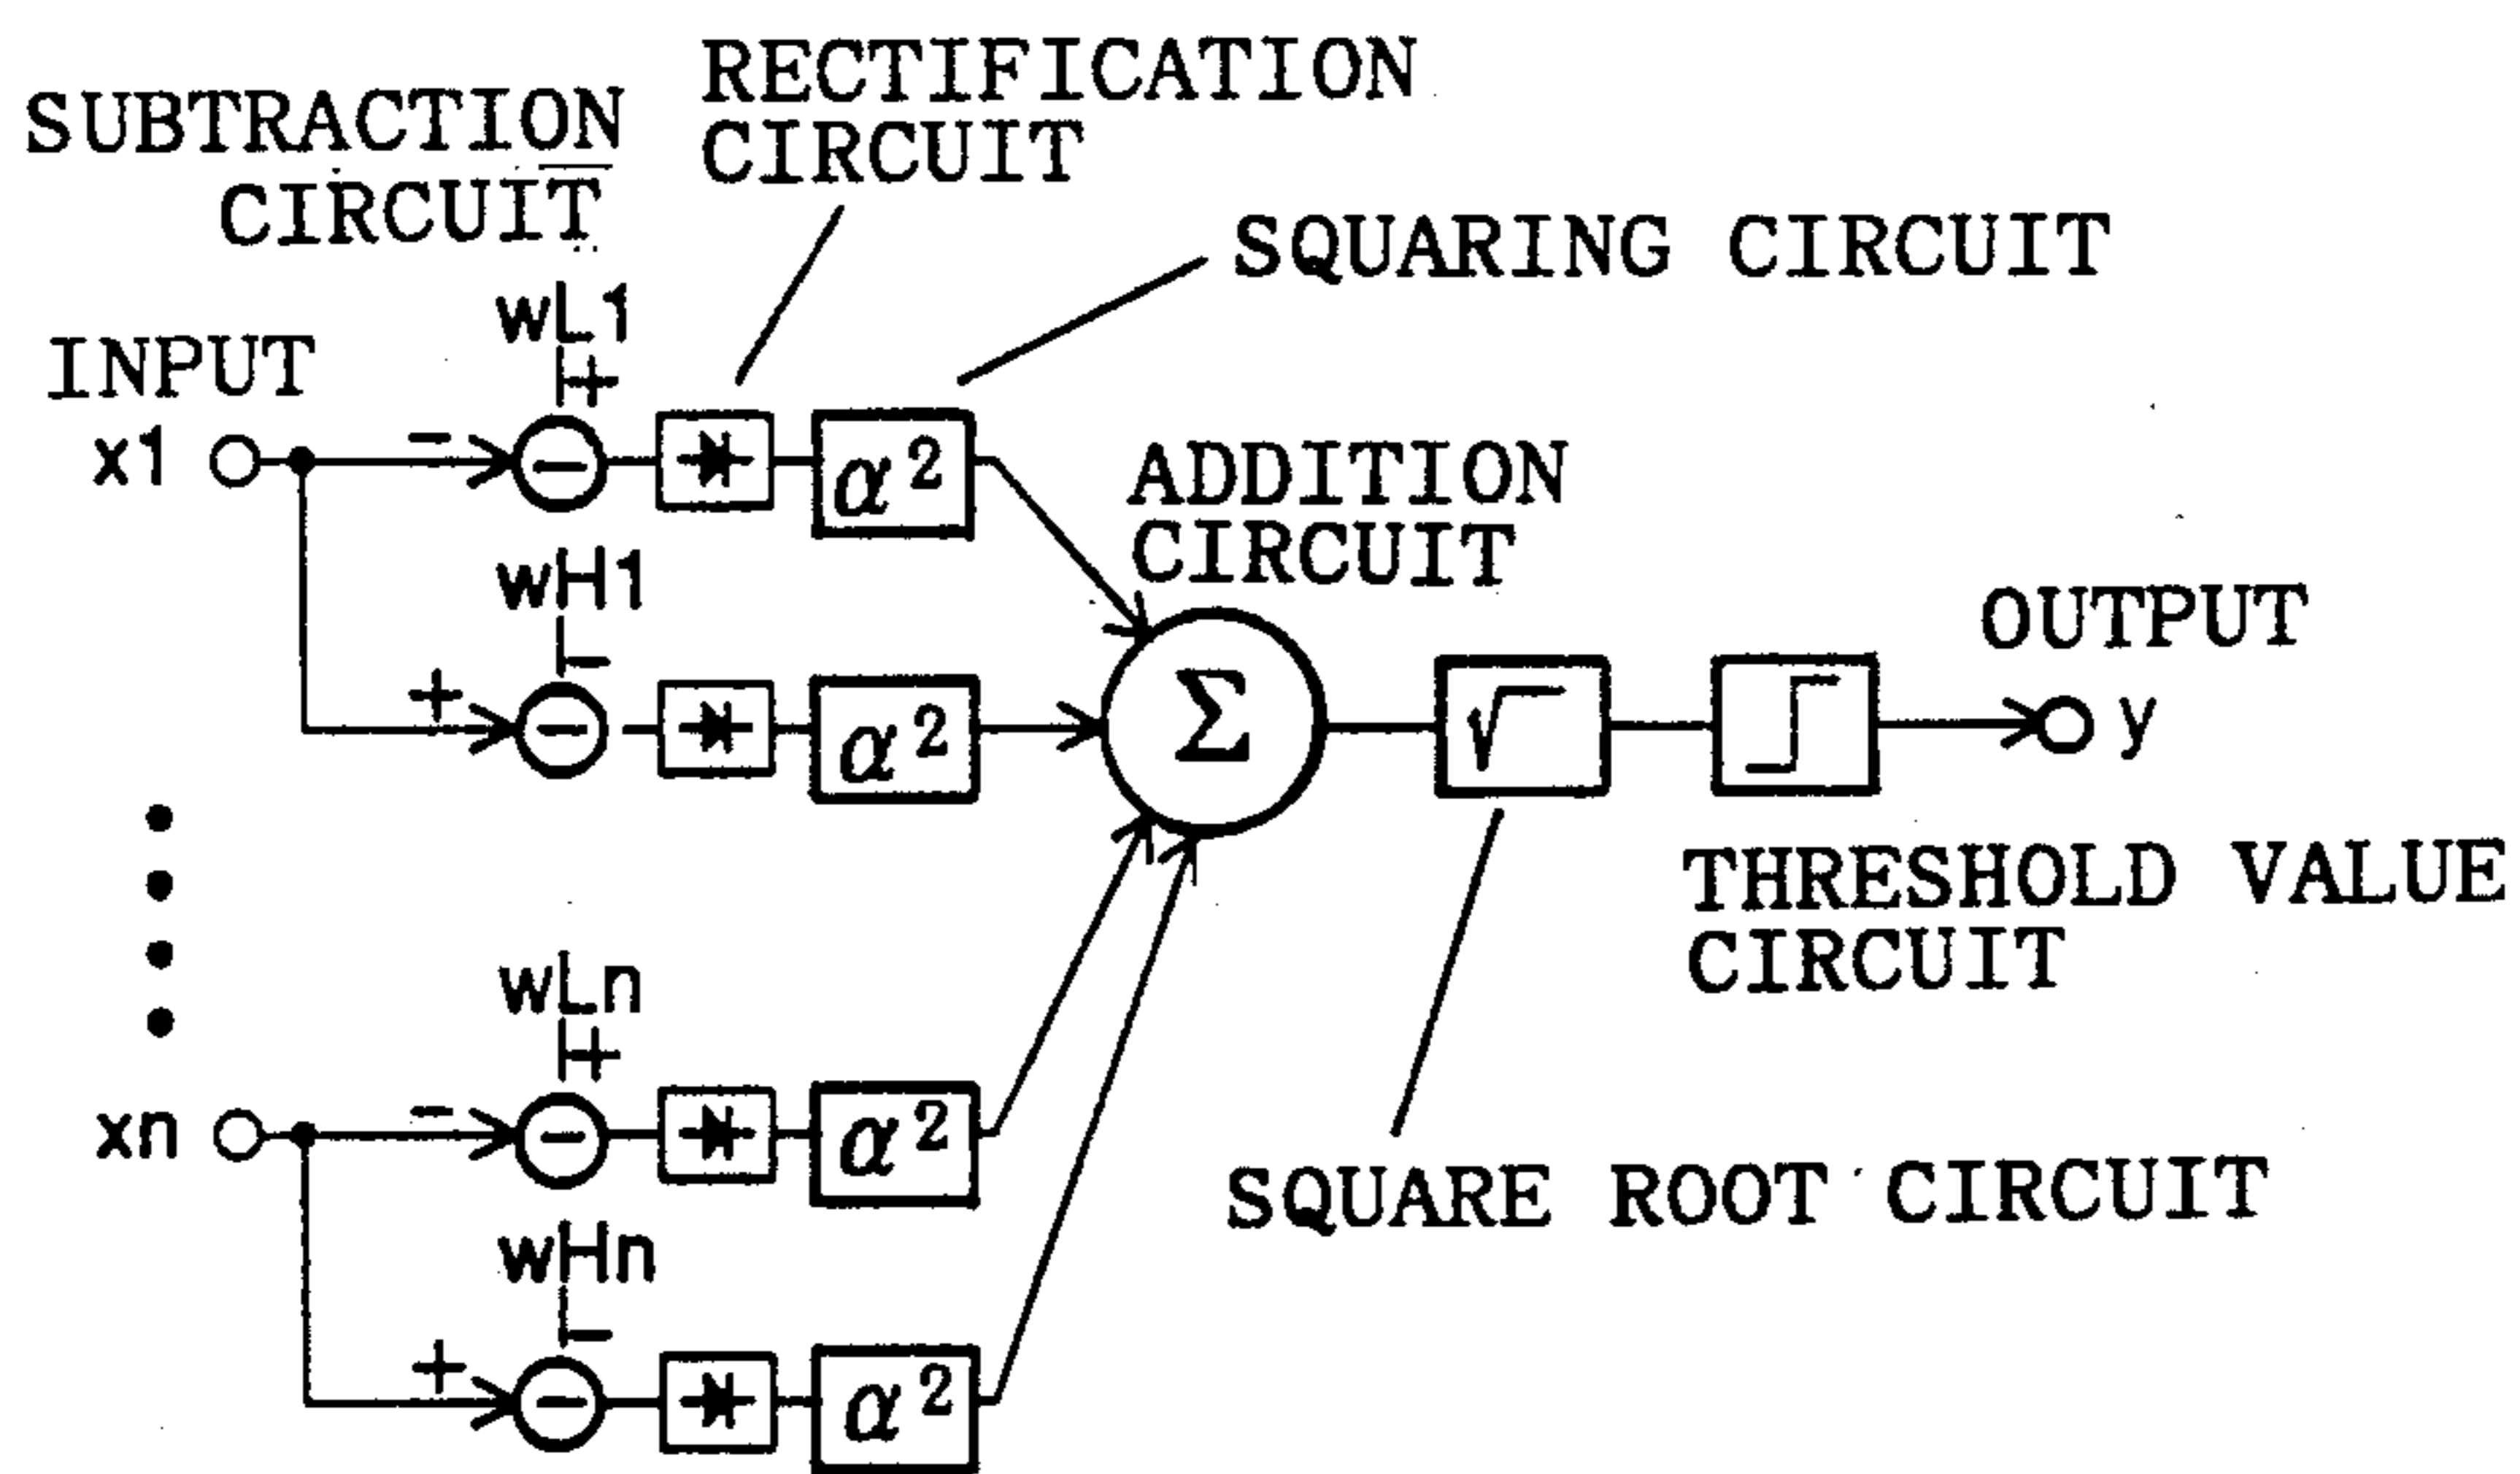 SUBTRACTION
CIRCUIT
RECTIFICATION
CIRCUIT
SQUARING CIRCUIT
INPUT
wL1
+
x1
-
-
α2
wH1
-
+
-
α2
ADDITION
CIRCUIT
Σ
√
OUTPUT
y
THRESHOLD VALUE
CIRCUIT
wLn
+
xn
-
-
α2
SQUARE ROOT CIRCUIT
wHn
-
+
-
α2